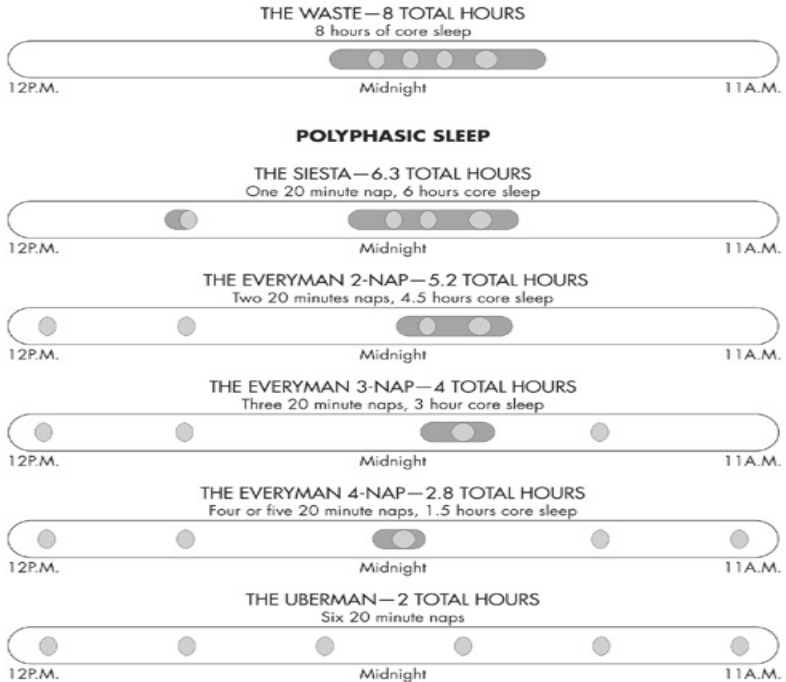 THE WASTE—8 TOTAL HOURS
8 hours of core sleep
12P.M. Midnight 11A.M.
POLYPHASIC SLEEP
THE SIESTA—6.3 TOTAL HOURS
One 20 minute nap, 6 hours core sleep
12P.M. Midnight 11A.M.
THE EVERYMAN 2-NAP—5.2 TOTAL HOURS
Two 20 minutes naps, 4.5 hours core sleep
12P.M. Midnight 11A.M.
THE EVERYMAN 3-NAP—4 TOTAL HOURS
Three 20 minute naps, 3 hour core sleep
12P.M. Midnight 11A.M.
THE EVERYMAN 4-NAP—2.8 TOTAL HOURS
Four or five 20 minute naps, 1.5 hours core sleep
12P.M. Midnight 11A.M.
THE UBERMAN—2 TOTAL HOURS
Six 20 minute naps
12P.M. Midnight 11A.M.